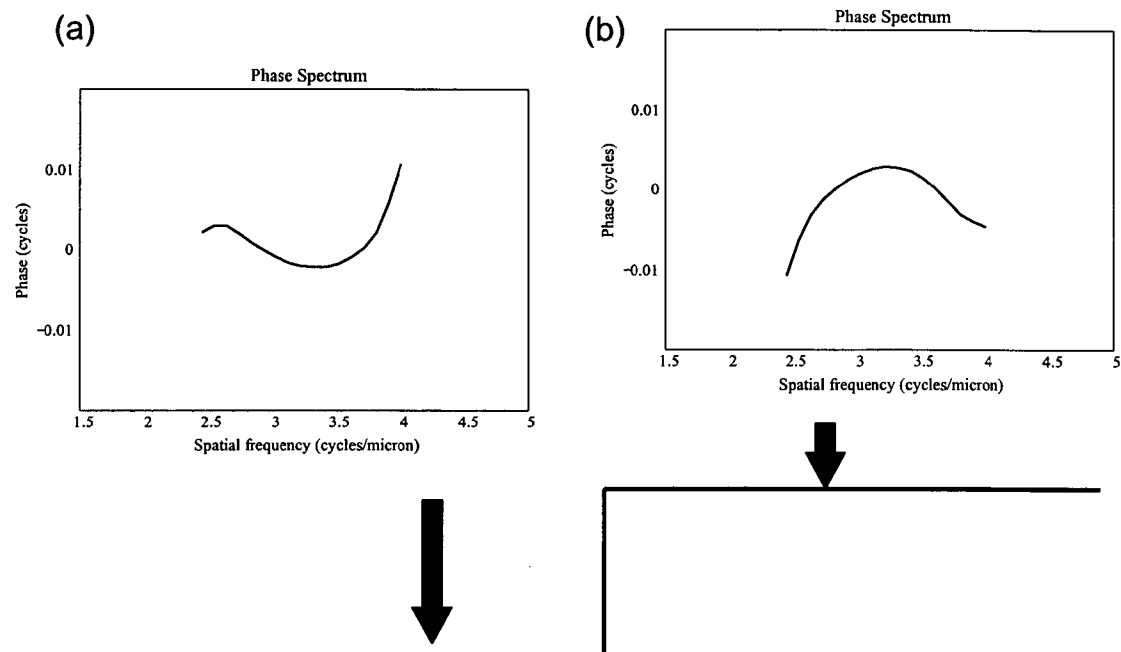 (a)
Phase Spectrum
Phase (cycles)
0.01
0
−0.01
1.5 2 2.5 3 3.5 4 4.5 5
Spatial frequency (cycles/micron)
(b)
Phase Spectrum
Phase (cycles)
0.01
0
−0.01
1.5 2 2.5 3 3.5 4 4.5 5
Spatial frequency (cycles/micron)